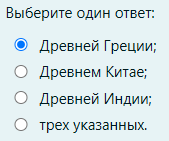 Выберите один ответ:
Древней Греции;
Древнем Китае;
Древней Индии;
трех указанных.